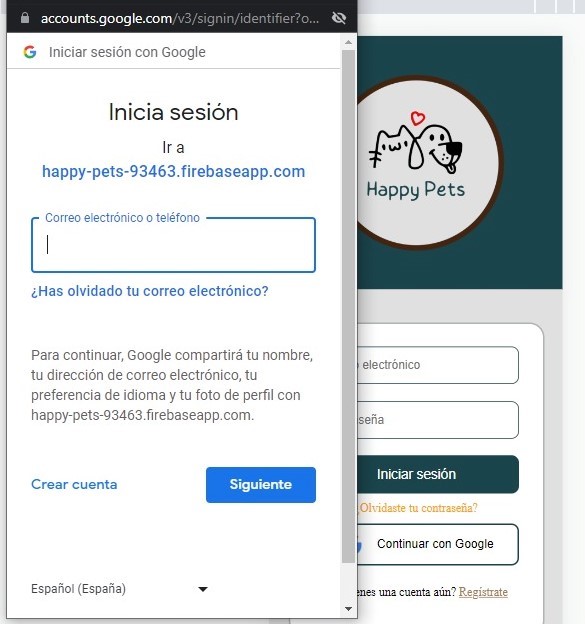 accounts.google.com/v3/signin/identifier?o...
Iniciar sesión con Google
Inicia sesión
Ir a
happy-pets-93463.firebaseapp.com
Correo electrónico o teléfono
¿Has olvidado tu correo electrónico?
Para continuar, Google compartirá tu nombre,
tu dirección de correo electrónico, tu
preferencia de idioma y tu foto de perfil con
happy-pets-93463.firebaseapp.com.
Crear cuenta
Siguiente
Español (España)
Happy Pets
electrónico
Iniciar sesión
Olvidaste tu contraseña?
Continuar con Google
una cuenta aún? Regístrate